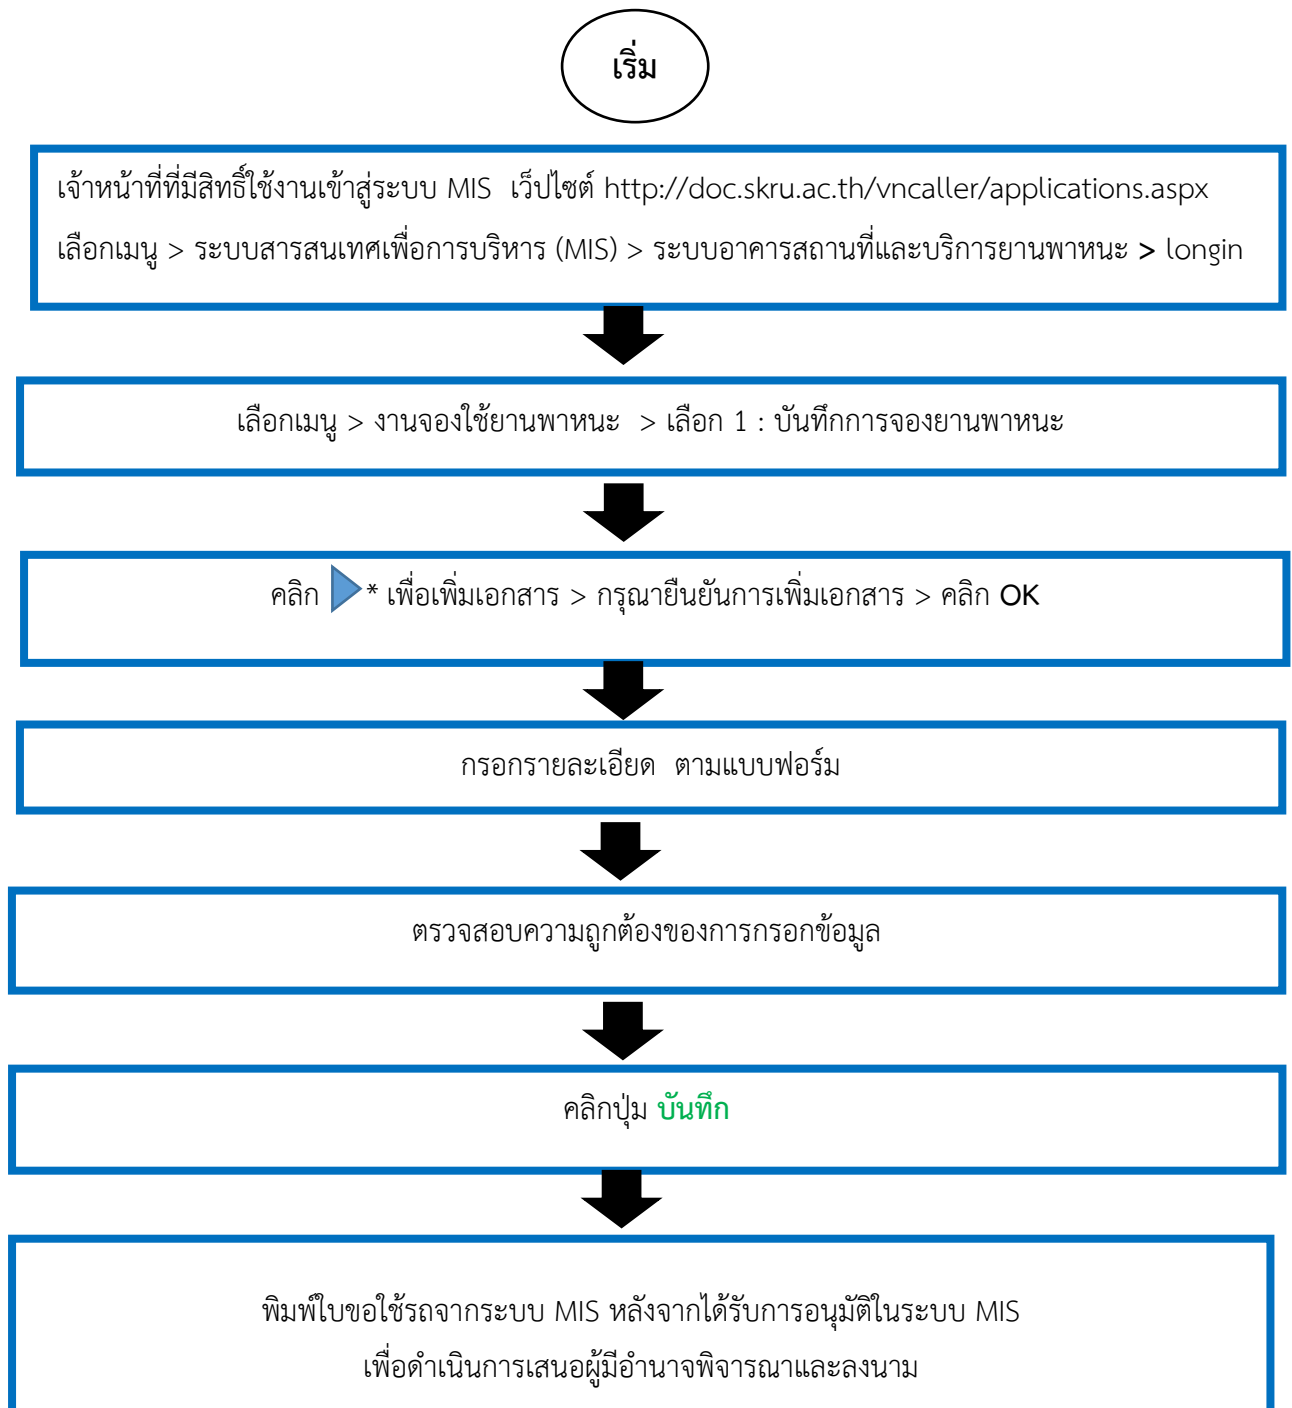 เริ่ม
เจ้าหน้าที่ที่มีสิทธิ์ใช้งานเข้าสู่ระบบ MIS เว็ปไซต์ http://doc.skru.ac.th/vncaller/applications.aspx
เลือกเมนู > ระบบสารสนเทศเพื่อการบริหาร (MIS) > ระบบอาคารสถานที่และบริการยานพาหนะ > longin
เลือกเมนู > งานจองใช้ยานพาหนะ > เลือก 1 : บันทึกการจองยานพาหนะ
คลิก * เพื่อเพิ่มเอกสาร > กรุณายืนยันการเพิ่มเอกสาร > คลิก OK
กรอกรายละเอียด ตามแบบฟอร์ม
ตรวจสอบความถูกต้องของการกรอกข้อมูล
คลิกปุ่ม บันทึก
พิมพ์ใบขอใช้รถจากระบบ MIS หลังจากได้รับการอนุมัติในระบบ MIS
เพื่อดำเนินการเสนอผู้มีอำนาจพิจารณาและลงนาม